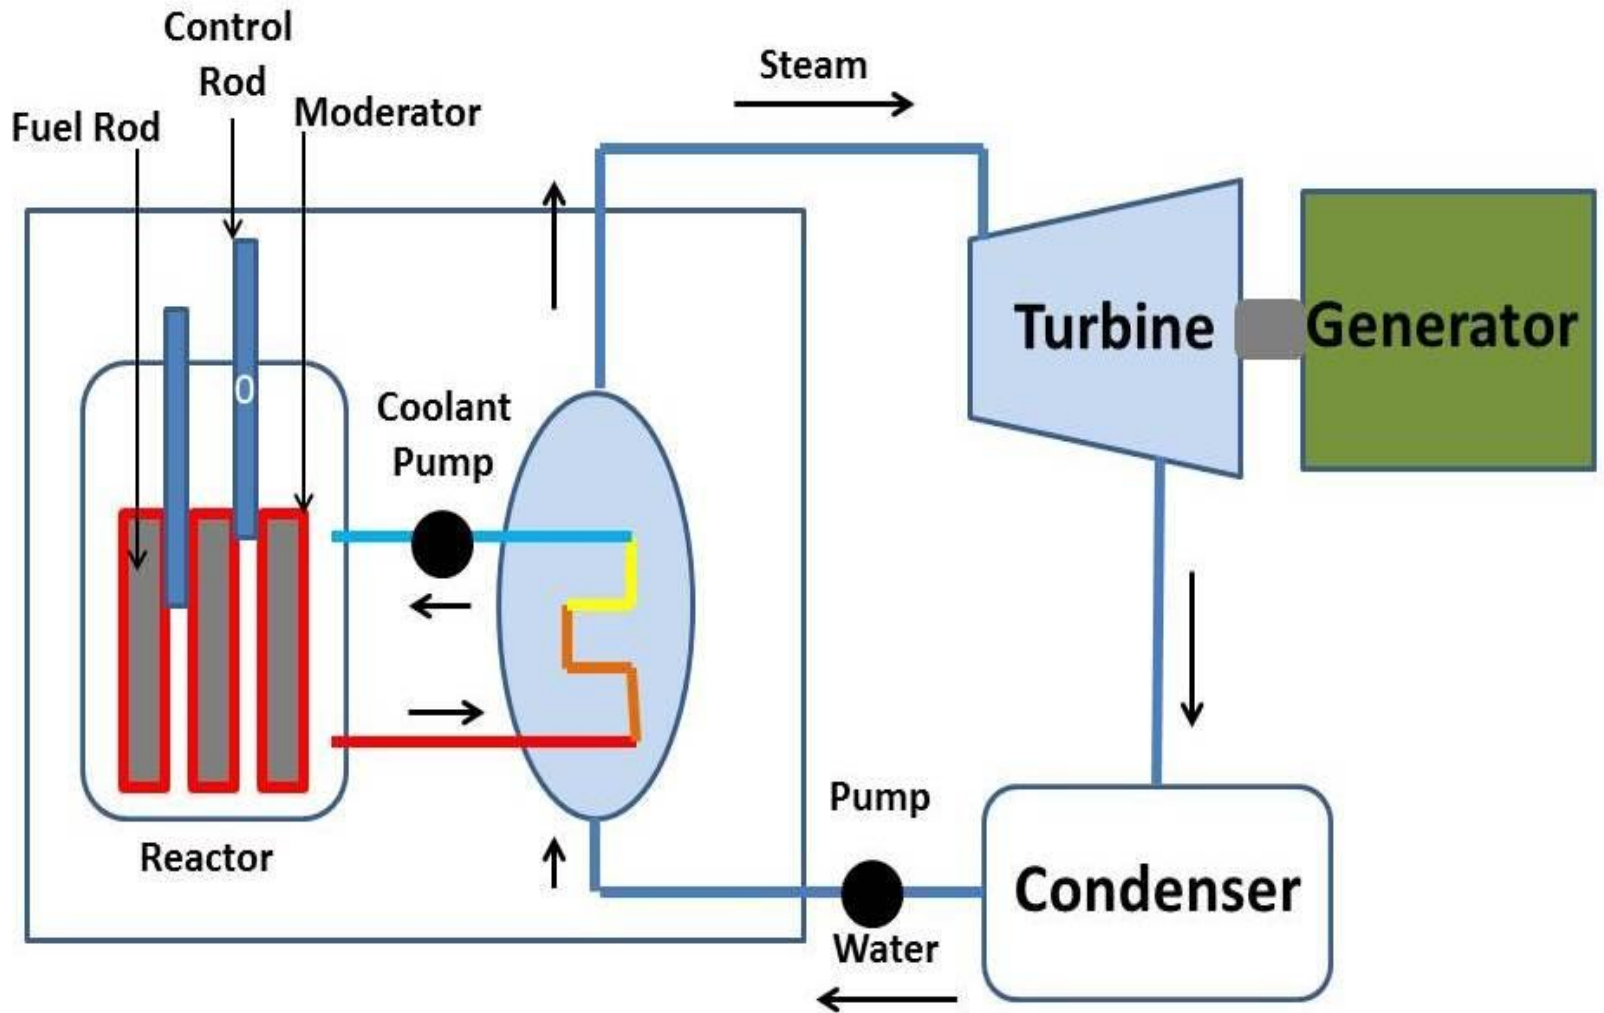 Control
Rod
Fuel Rod
Moderator
Steam
Turbine
Generator
0
Coolant
Pump
Reactor
Pump
Water
Condenser